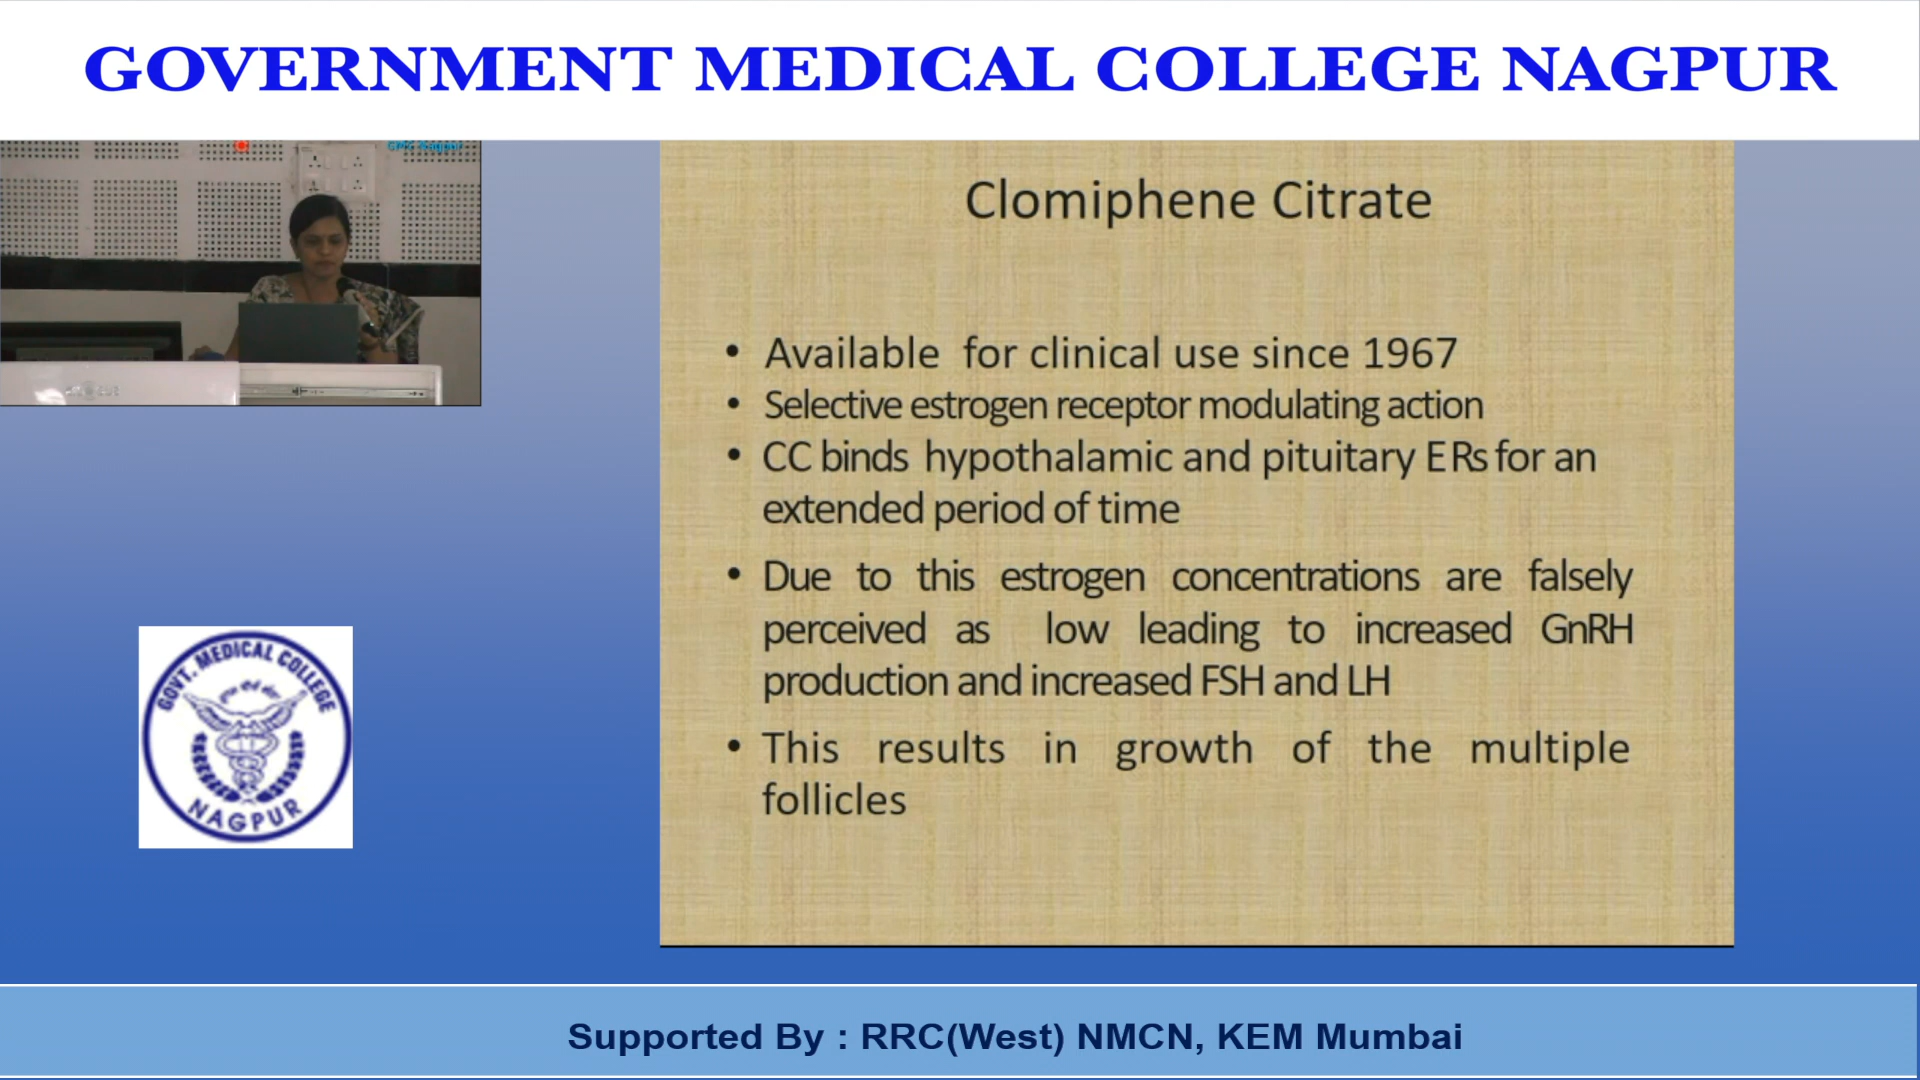 GOVERNMENT MEDICAL COLLEGE NAGPUR
GMC Nagpur
Clomiphene Citrate
• Available for clinical use since 1967
• Selective estrogen receptor modulating action
• CC binds hypothalamic and pituitary ERs for an
extended period of time
• Due to this estrogen concentrations are falsely
perceived as low leading to increased GnRH
production and increased FSH and LH
• This results in growth of the multiple
follicles
GOVT. MEDICAL COLLEGE
NAGPUR
Supported By : RRC(West) NMCN, KEM Mumbai